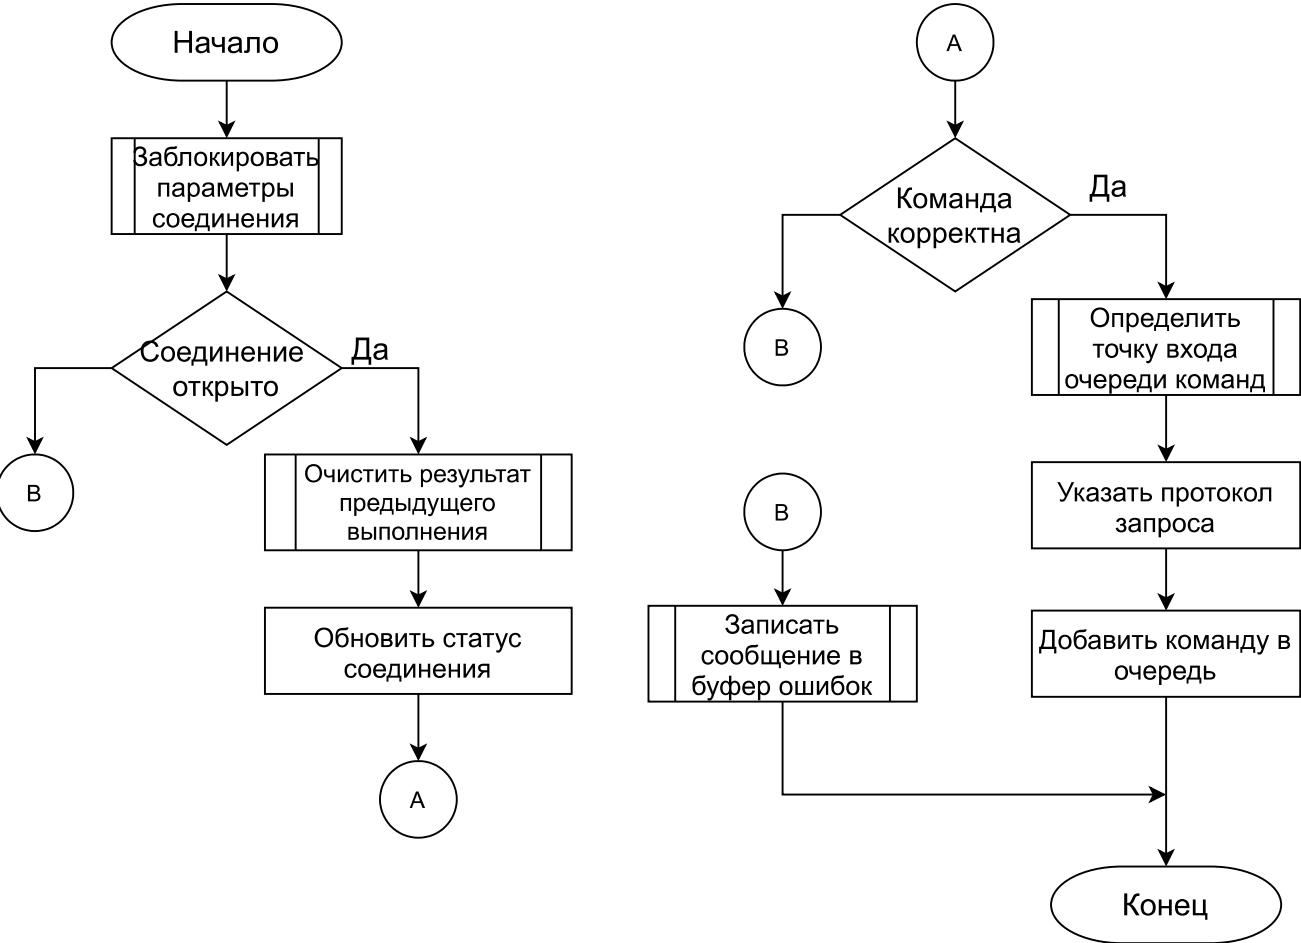 Начало
Заблокировать
параметры
соединения
Соединение
открыто
Да
B
Очистить результат
предыдущего
выполнения
Обновить статус
соединения
A
A
Команда
корректна
Да
B
Определить
точку входа
очереди команд
Указать протокол
запроса
Добавить команду в
очередь
B
Записать
сообщение в
буфер ошибок
Конец